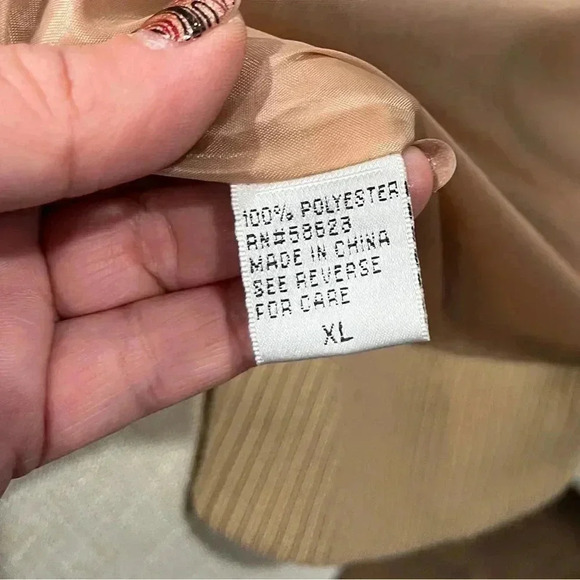 100% POLYESTER
RN#58623
MADE IN CHINA
SEE REVERSE
FOR CARE
XL